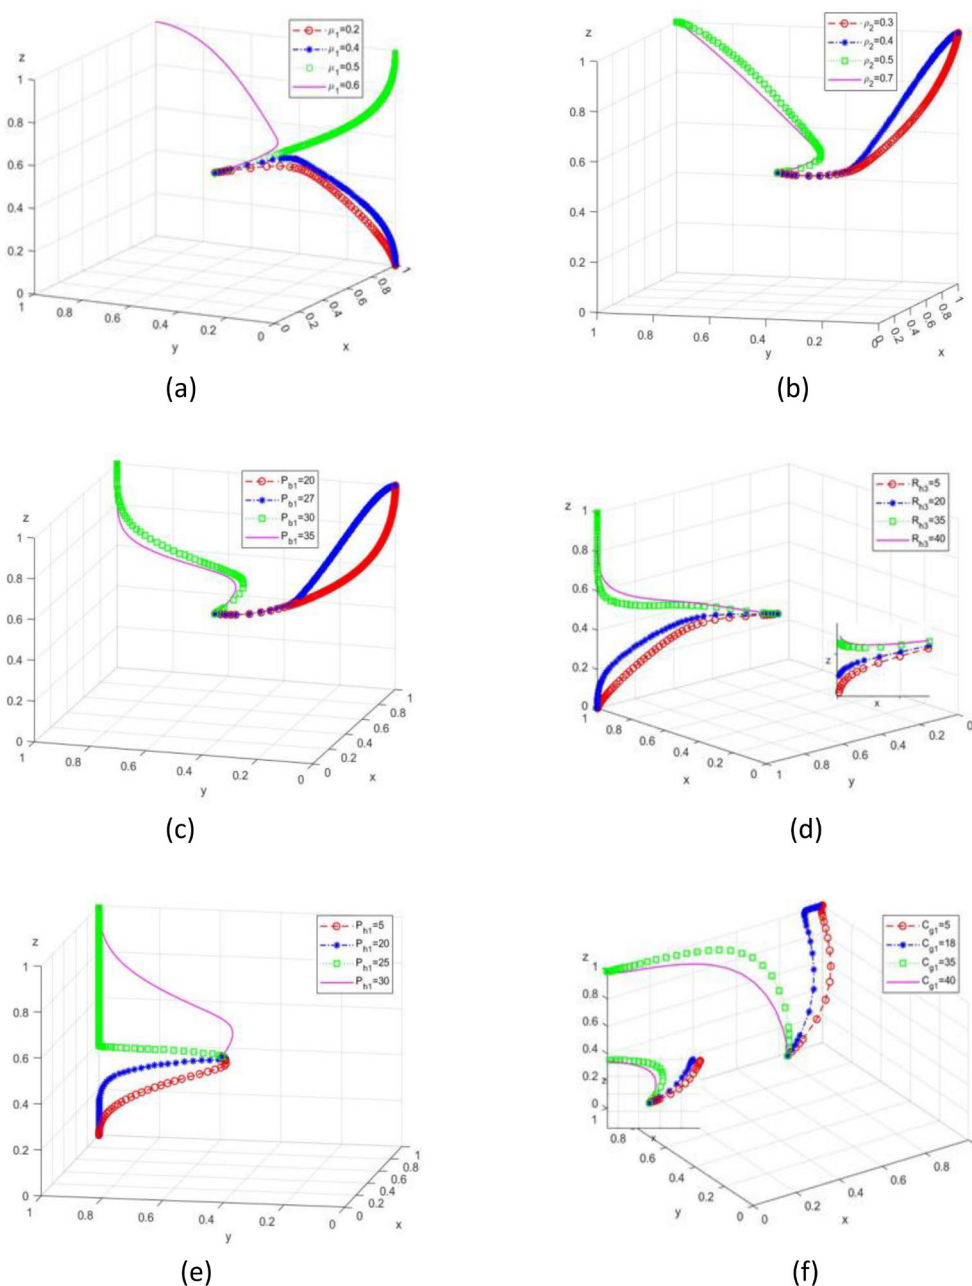 z
1
0.8
0.6
0.4
0.2
0
1
0.8
0.6
0.4
0.2
0
y
0
0.2
0.4
0.6
0.8
1
x
μ1=0.2
μ1=0.4
μ1=0.5
μ1=0.6
(a)
z
1
0.8
0.6
0.4
0.2
0
1
0.8
0.6
0.4
0.2
0
y
0.2
0.4
0.6
0.8
1
x
ρ2=0.3
ρ2=0.4
ρ2=0.5
ρ2=0.7
(b)
z
1
0.8
0.6
0.4
0.2
0
1
0.8
0.6
0.4
0.2
0
y
0
0.2
0.4
0.6
0.8
1
x
Pb1=20
Pb1=27
Pb1=30
Pb1=35
(c)
z
1
0.8
0.6
0.4
0.2
0
1
0.8
0.6
0.4
0.2
0
x
1
0.8
0.6
0.4
0.2
0
y
Rh3=5
Rh3=20
Rh3=35
Rh3=40
z
x
(d)
z
1
0.8
0.6
0.4
0.2
0
1
0.8
0.6
0.4
0.2
0
y
0
0.2
0.4
0.6
0.8
1
x
Ph1=5
Ph1=20
Ph1=25
Ph1=30
(e)
z
1
0.8
0.6
0.4
0.2
0
1
0.8
0.6
0.4
0.2
0
y
0
0.2
0.4
0.6
0.8
x
Cg1=5
Cg1=18
Cg1=35
Cg1=40
z
x
(f)